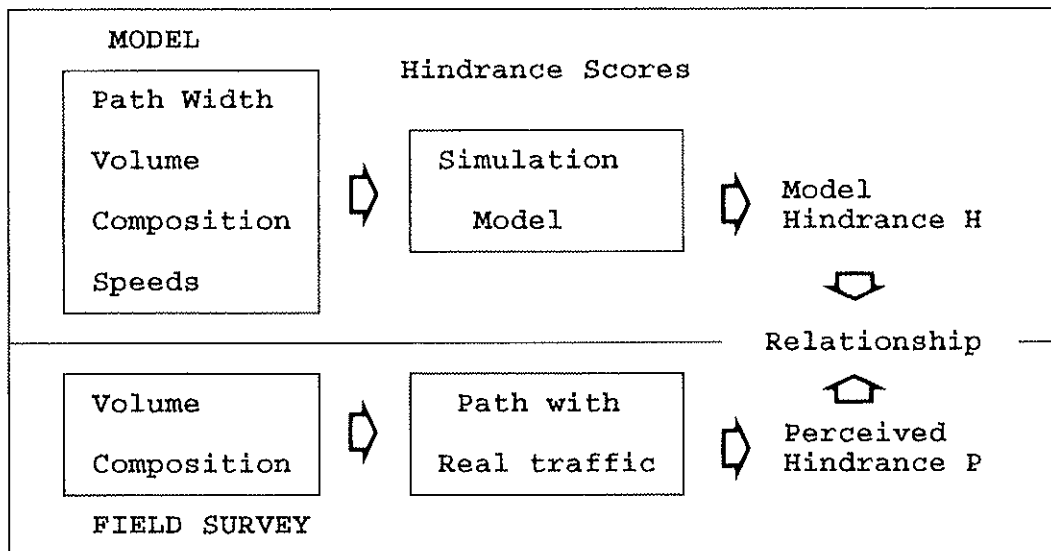 MODEL
Hindrance Scores
Path Width
Volume
Composition
Speeds
Simulation
Model
Model
Hindrance H
Relationship
Volume
Composition
Path with
Real traffic
Perceived
Hindrance P
FIELD SURVEY